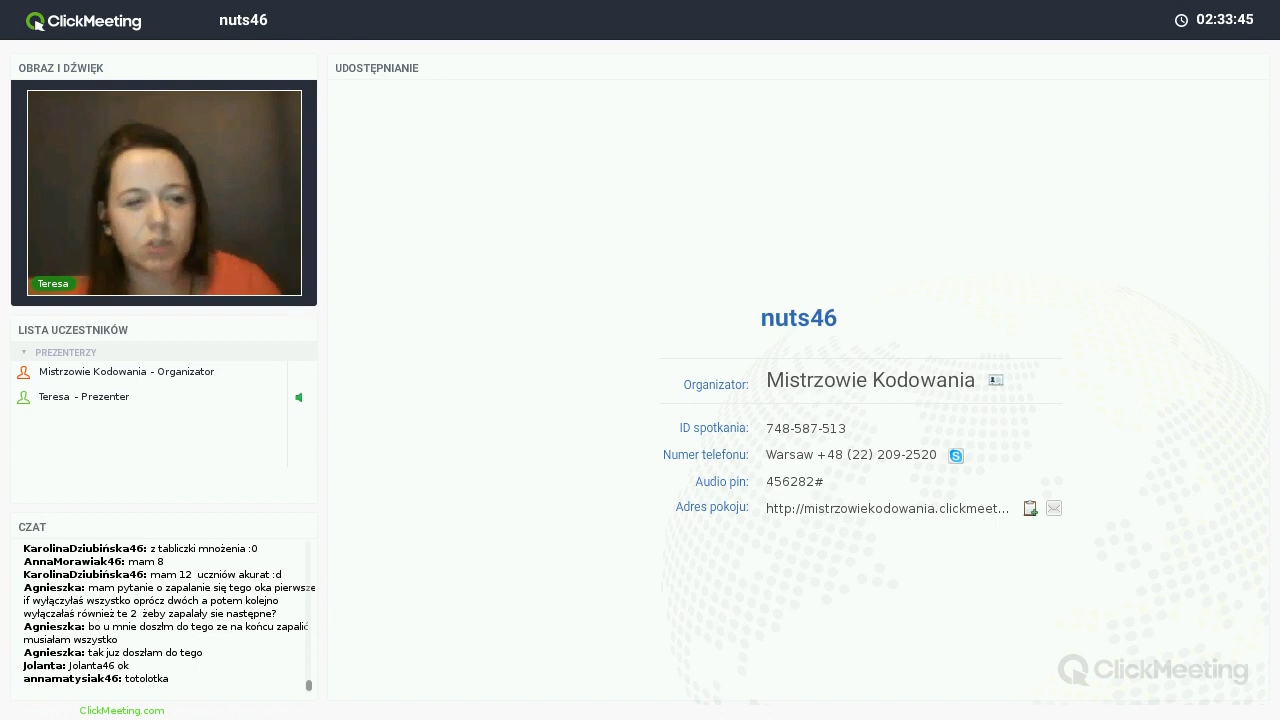 ClickMeeting
nuts46
02:33:45
OBRAZ I DŹWIĘK
Teresa
LISTA UCZESTNIKÓW
PREZENTERZY
Mistrzowie Kodowania - Organizator
Teresa - Prezenter
CZAT
KarolinaDziubińska46: z tabliczki mnożenia :0
AnnaMorawiak46: mam 8
KarolinaDziubińska46: mam 12 uczniów akurat :d
Agnieszka: mam pytanie o zapalanie się tego oka pierwsze
if wyłączyłaś wszystko oprócz dwóch a potem kolejno
wyłączałaś również te 2 żeby zapalały sie następne?
Agnieszka: bo u mnie doszłm do tego ze na końcu zapalić
musiałam wszystko
Agnieszka: tak juz doszłam do tego
Jolanta: Jolanta46 ok
annamatysiak46: totolotka
ClickMeeting.com
UDOSTĘPNIANIE
nuts46
Organizator: Mistrzowie Kodowania
ID spotkania: 748-587-513
Numer telefonu: Warsaw +48 (22) 209-2520
Audio pin: 456282#
Adres pokoju: http://mistrzowiekodowania.clickmeet...
ClickMeeting